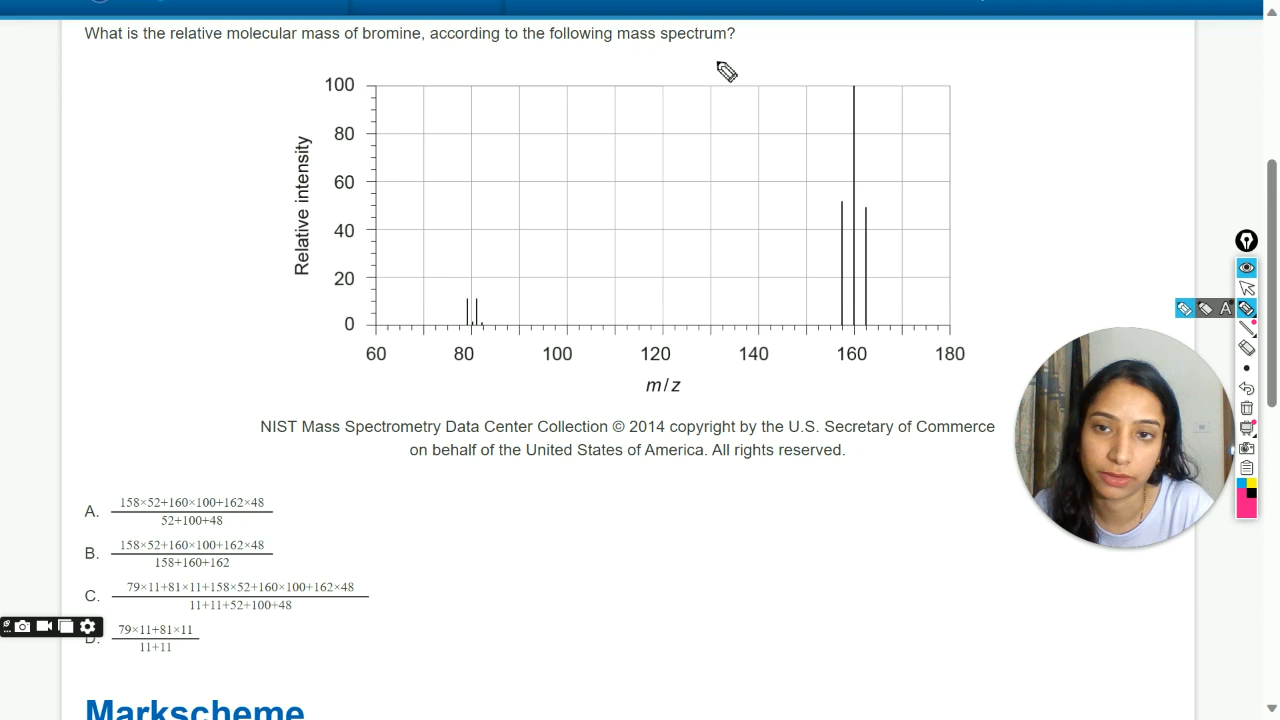 What is the relative molecular mass of bromine, according to the following mass spectrum?
100
80
60
40
20
0
Relative intensity
60 80 100 120 140 160 180
m/z
NIST Mass Spectrometry Data Center Collection © 2014 copyright by the U.S. Secretary of Commerce
on behalf of the United States of America. All rights reserved.
A. 158×52+160×100+162×48
52+100+48
B. 158×52+160×100+162×48
158+160+162
C. 79×11+81×11+158×52+160×100+162×48
11+11+52+100+48
D. 79×11+81×11
11+11
Markscheme
A